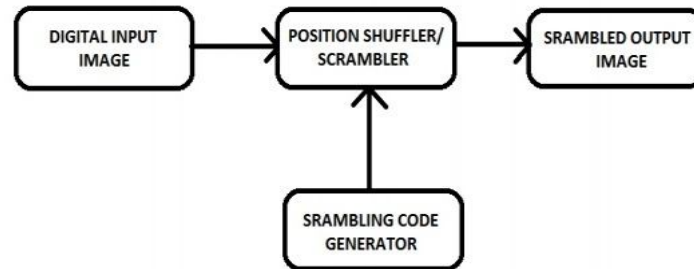 DIGITAL INPUT
IMAGE
POSITION SHUFFLER/
SCRAMBLER
SRAMBLED OUTPUT
IMAGE
SRAMBLING CODE
GENERATOR